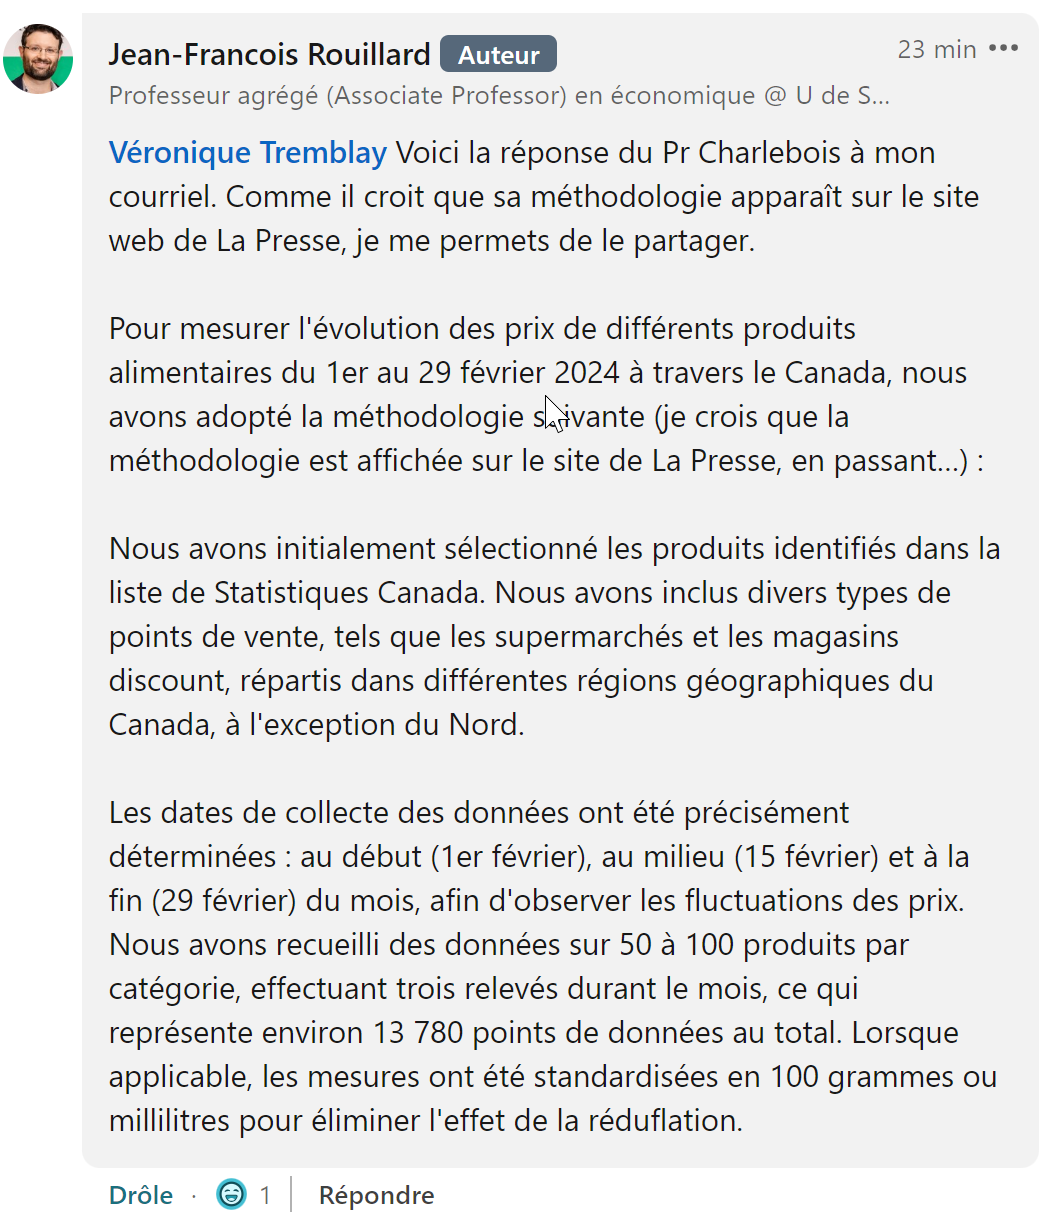 Jean-Francois Rouillard Auteur 23 min •••
Professeur agrégé (Associate Professor) en économique @ U de S...
Véronique Tremblay Voici la réponse du Pr Charlebois à mon
courriel. Comme il croit que sa méthodologie apparaît sur le site
web de La Presse, je me permets de le partager.
Pour mesurer l'évolution des prix de différents produits
alimentaires du 1er au 29 février 2024 à travers le Canada, nous
avons adopté la méthodologie suivante (je crois que la
méthodologie est affichée sur le site de La Presse, en passant...) :
Nous avons initialement sélectionné les produits identifiés dans la
liste de Statistiques Canada. Nous avons inclus divers types de
points de vente, tels que les supermarchés et les magasins
discount, répartis dans différentes régions géographiques du
Canada, à l'exception du Nord.
Les dates de collecte des données ont été précisément
déterminées : au début (1er février), au milieu (15 février) et à la
fin (29 février) du mois, afin d'observer les fluctuations des prix.
Nous avons recueilli des données sur 50 à 100 produits par
catégorie, effectuant trois relevés durant le mois, ce qui
représente environ 13 780 points de données au total. Lorsque
applicable, les mesures ont été standardisées en 100 grammes ou
millilitres pour éliminer l'effet de la réduflation.
Drôle · 1 Répondre